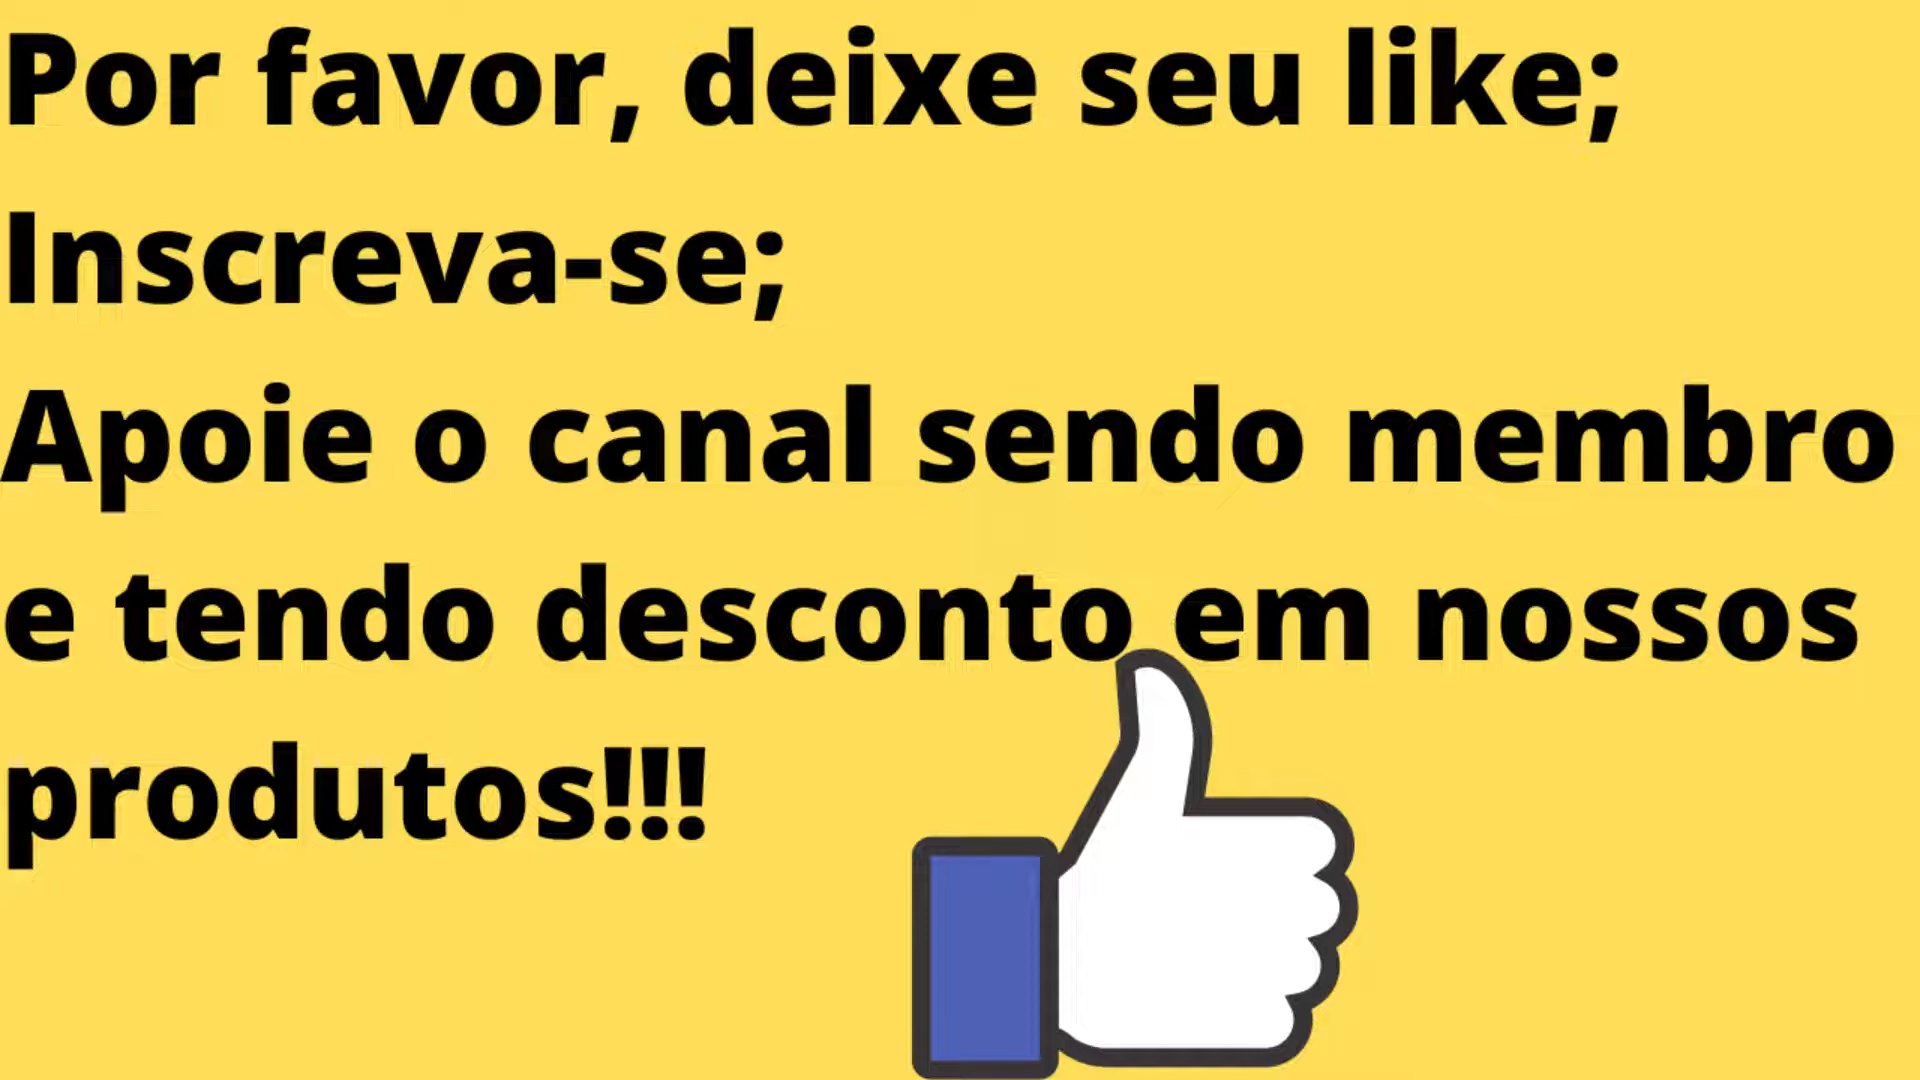 Por favor, deixe seu like;
Inscreva-se;
Apoie o canal sendo membro
e tendo desconto em nossos
produtos!!!